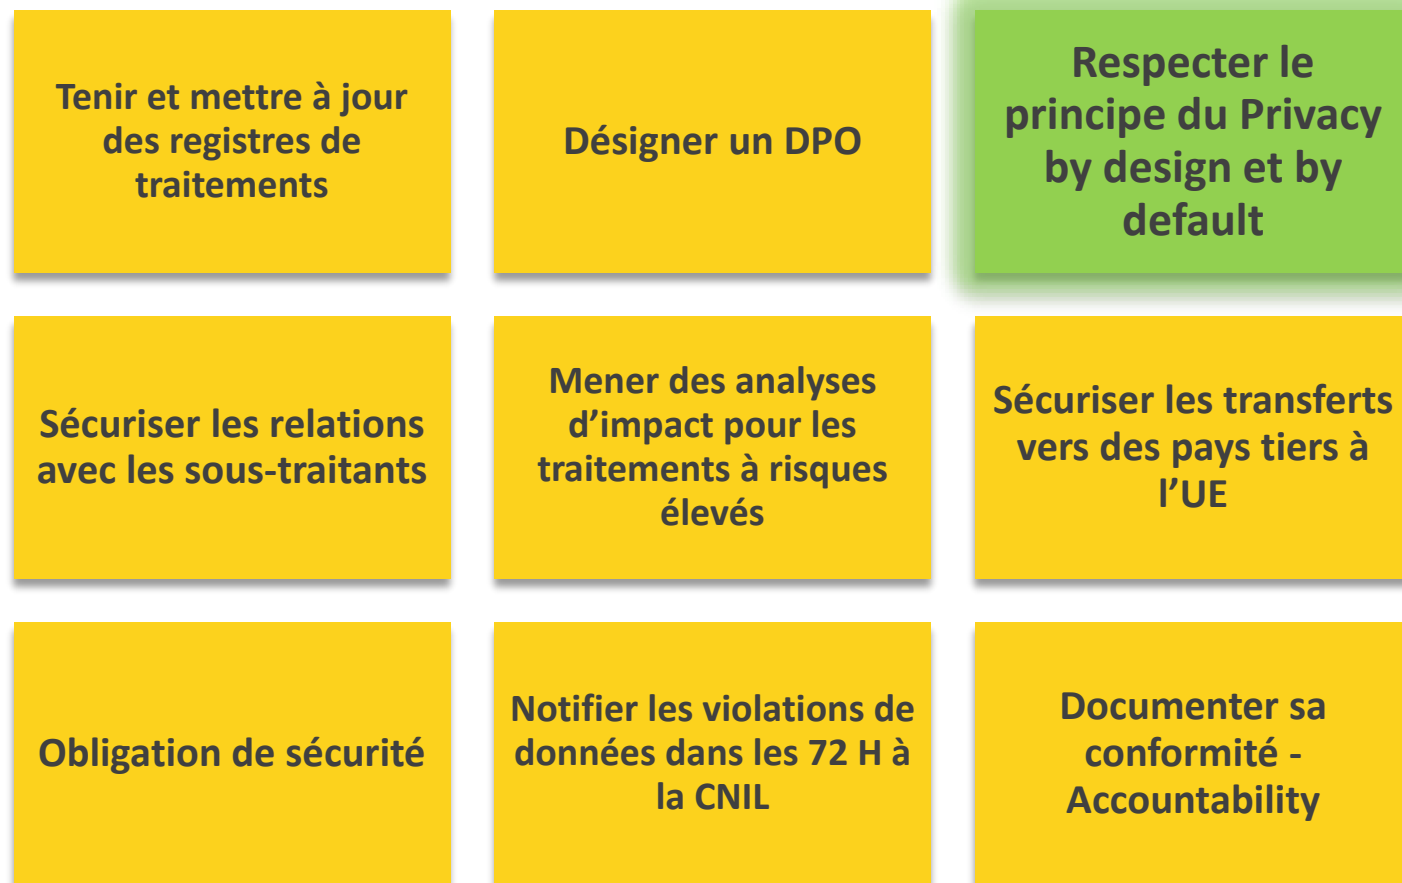 Tenir et mettre à jour
des registres de
traitements
Désigner un DPO
Respecter le
principe du Privacy
by design et by
default
Sécuriser les relations
avec les sous-traitants
Mener des analyses
d’impact pour les
traitements à risques
élevés
Sécuriser les transferts
vers des pays tiers à
l’UE
Obligation de sécurité
Notifier les violations de
données dans les 72 H à
la CNIL
Documenter sa
conformité -
Accountability